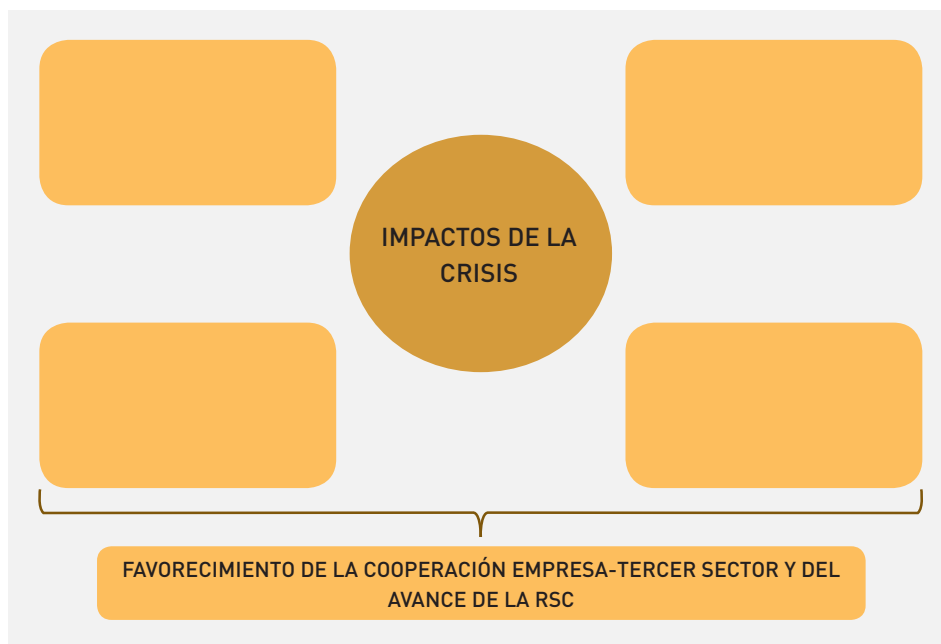 IMPACTOS DE LA
CRISIS
FAVORECIMIENTO DE LA COOPERACIÓN EMPRESA-TERCER SECTOR Y DEL
AVANCE DE LA RSC